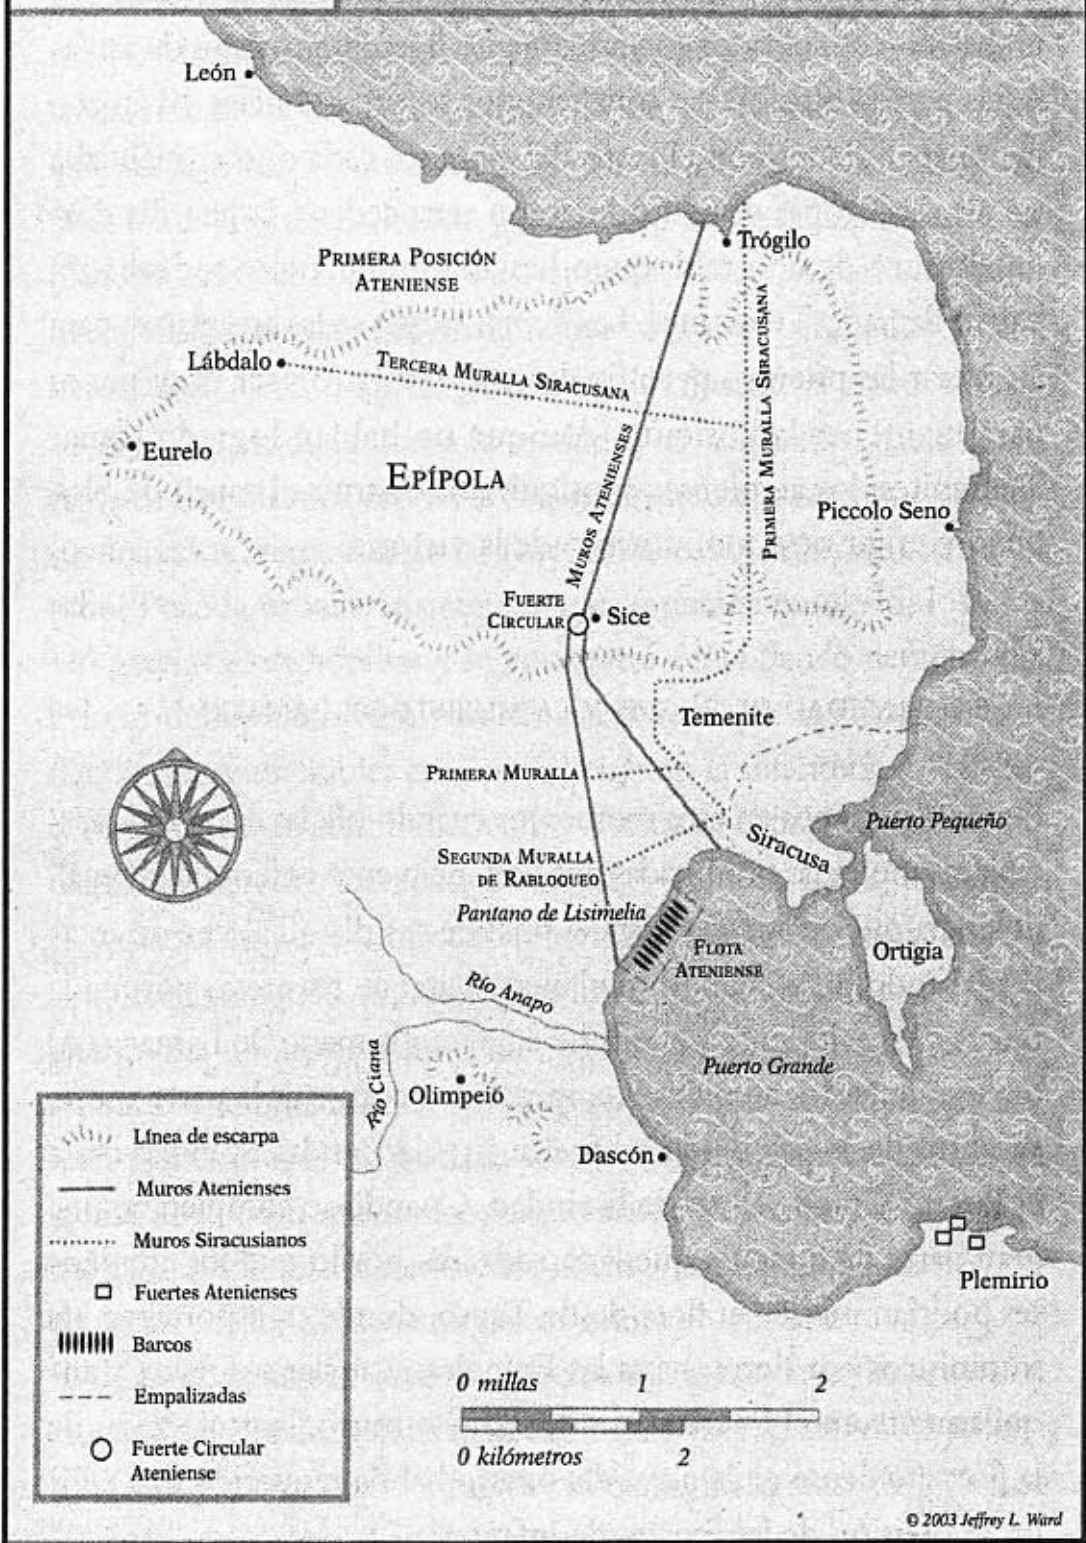 León
Trógilo
PRIMERA POSICIÓN
ATENIENSE
Lábdalo
TERCERA MURALLA SIRACUSANA
PRIMERA MURALLA SIRACUSANA
Eurelo
EPÍPOLA
MUROS ATENIENSES
Piccolo Seno
FUERTE
CIRCULAR
Sice
Temenite
PRIMERA MURALLA
Puerto Pequeño
Siracusa
SEGUNDA MURALLA
DE RABLOQUEO
Pantano de Lisimelia
FLOTA
ATENIENSE
Ortigia
Río Anapo
Puerto Grande
Río Ciana
Olimpeio
Dascón
Plemirio
Línea de escarpa
Muros Atenienses
Muros Siracusianos
Fuertes Atenienses
Barcos
Empalizadas
Fuerte Circular
Ateniense
0 millas 1 2
0 kilómetros 2
© 2003 Jeffrey L. Ward